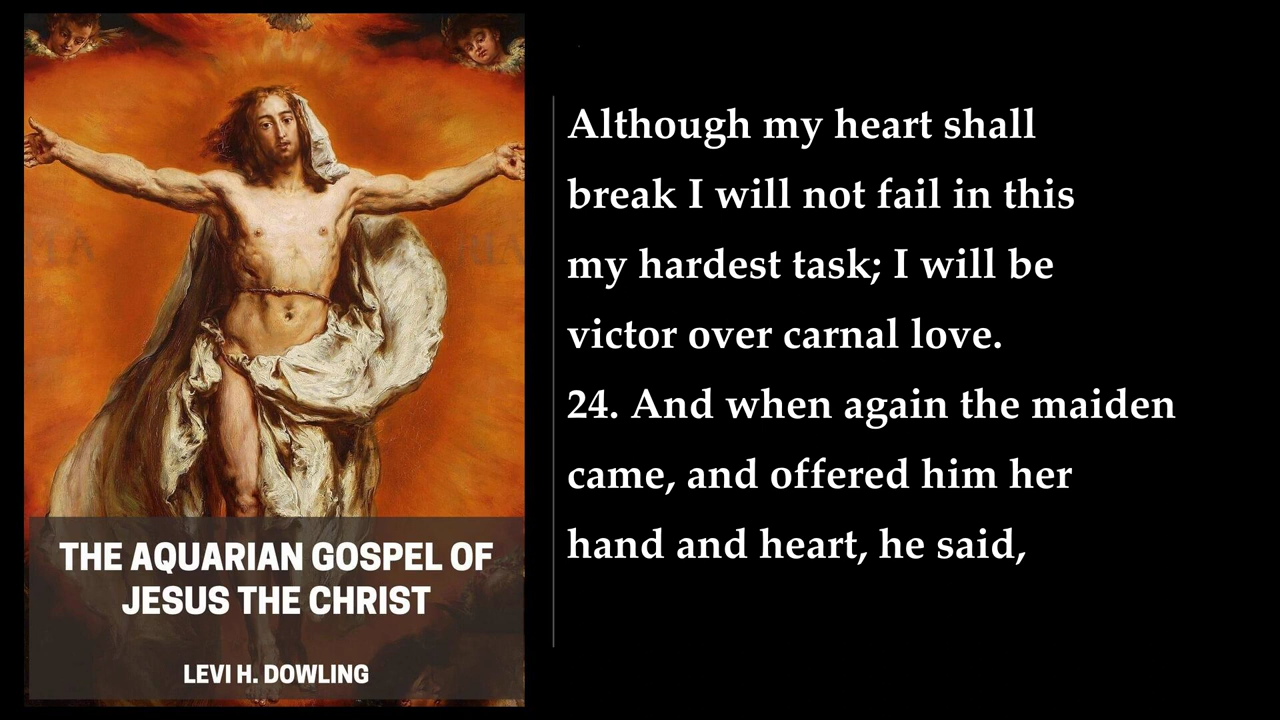 THE AQUARIAN GOSPEL OF
JESUS THE CHRIST
LEVI H. DOWLING
Although my heart shall
break I will not fail in this
my hardest task; I will be
victor over carnal love.
24. And when again the maiden
came, and offered him her
hand and heart, he said,